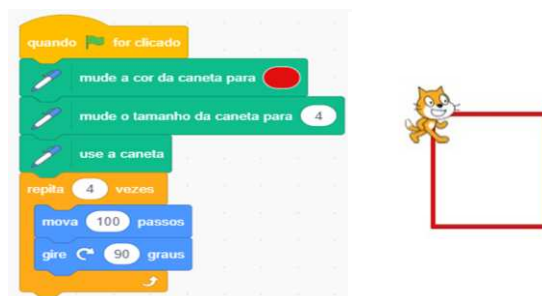 quando for clicado
mude a cor da caneta para
mude o tamanho da caneta para 4
use a caneta
repita 4 vezes
mova 100 passos
gire 90 graus